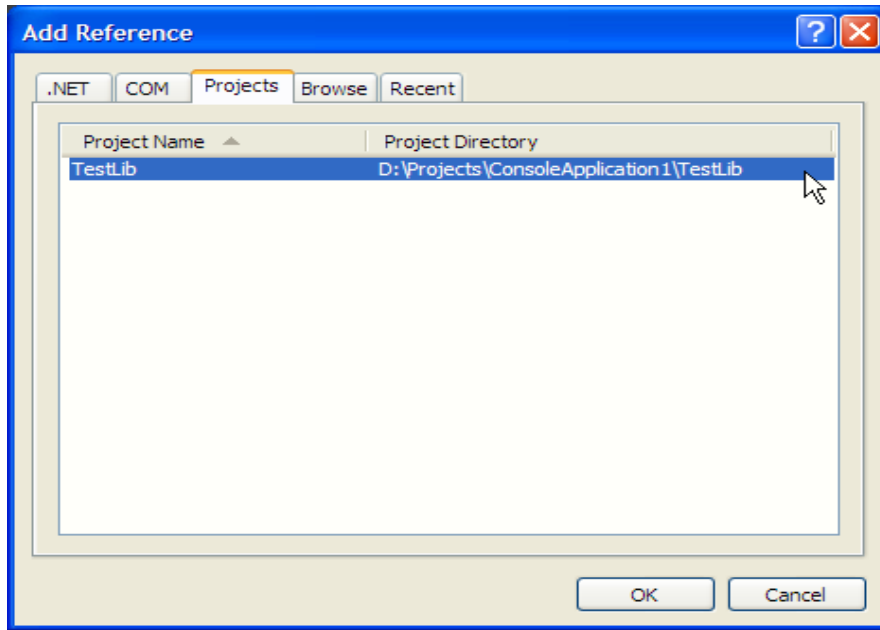 Add Reference
.NET COM Projects Browse Recent
Project Name Project Directory
TestLib D:\Projects\ConsoleApplication1\TestLib
OK Cancel